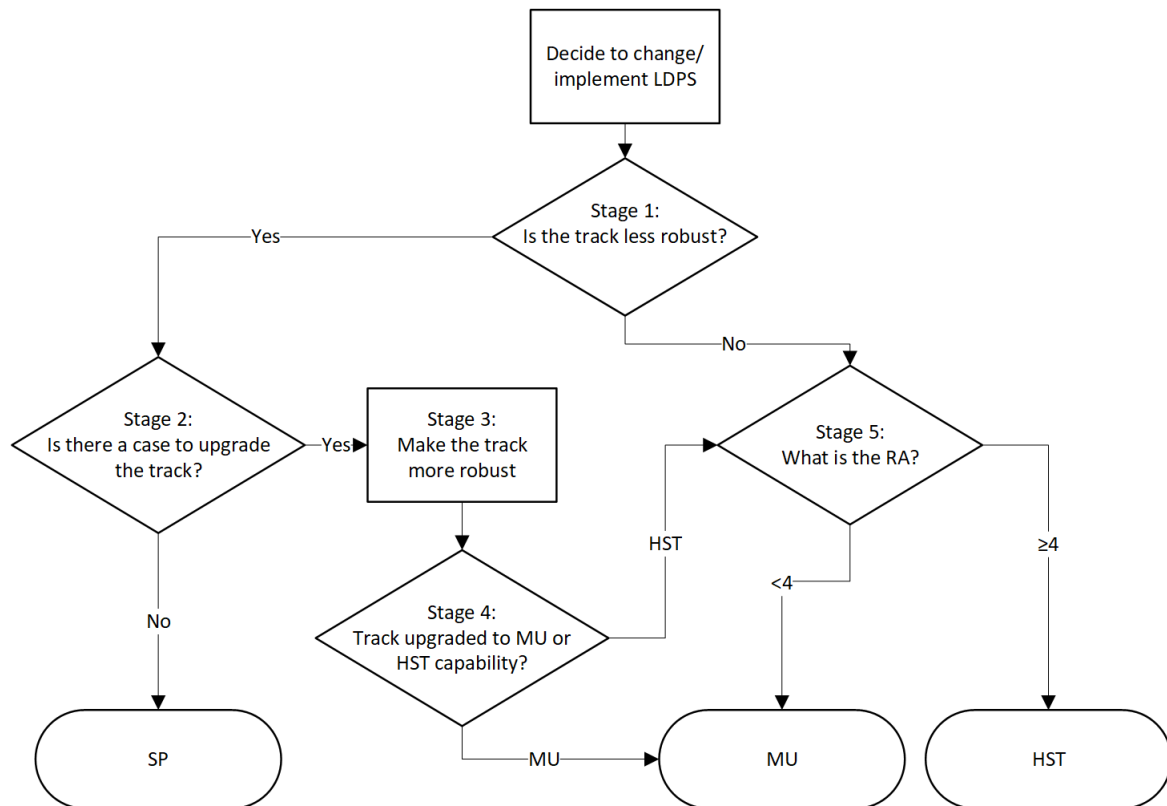 Decide to change/
implement LDPS
Stage 1:
Is the track less robust?
Yes
No
Stage 2:
Is there a case to upgrade
the track?
Yes
Stage 3:
Make the track
more robust
Stage 5:
What is the RA?
HST
<4
≥4
No
Stage 4:
Track upgraded to MU or
HST capability?
MU
SP
MU
HST